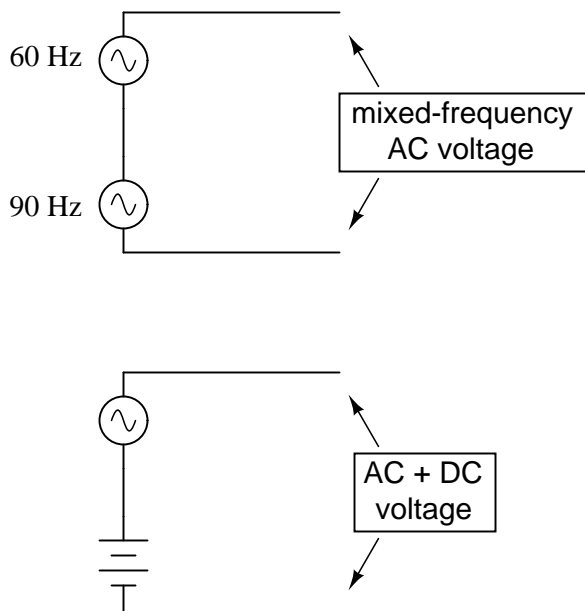 60 Hz
mixed-frequency
AC voltage
90 Hz
AC + DC
voltage